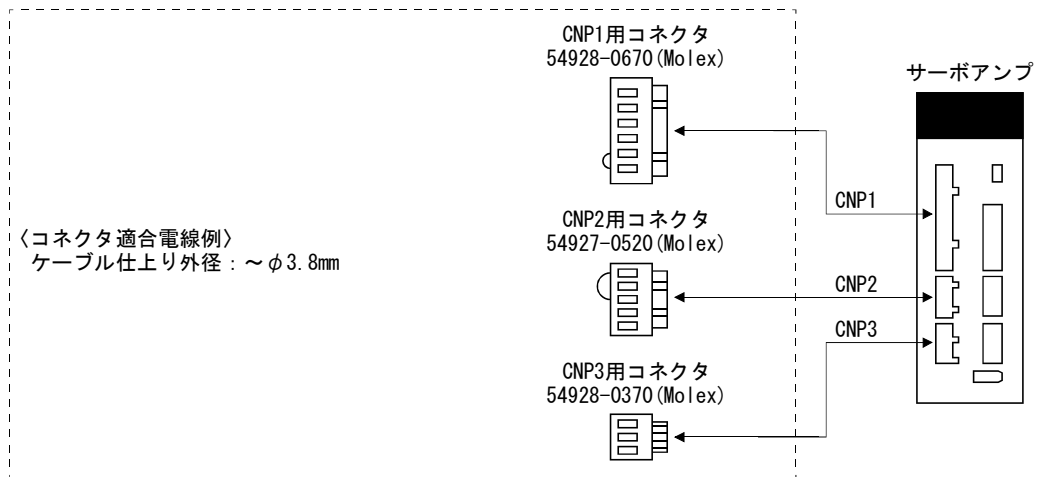 CNP1用コネクタ
54928-0670(Molex)
サーボアンプ
CNP1
CNP2用コネクタ
54927-0520(Molex)
〈コネクタ適合電線例〉
ケーブル仕上り外径：～φ3.8mm
CNP2
CNP3
CNP3用コネクタ
54928-0370(Molex)